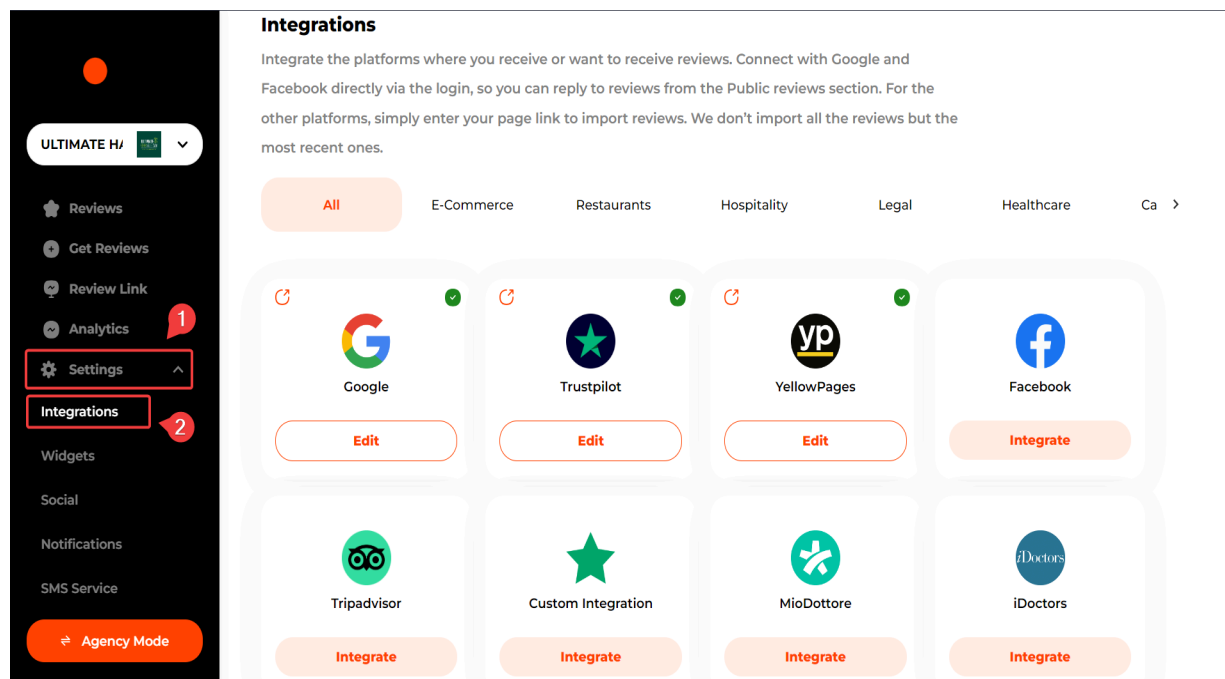 Integrations
Integrate the platforms where you receive or want to receive reviews. Connect with Google and
Facebook directly via the login, so you can reply to reviews from the Public reviews section. For the
other platforms, simply enter your page link to import reviews. We don't import all the reviews but the
most recent ones.
ULTIMATE HA
Reviews
Get Reviews
Review Link
Analytics
1
Settings
Integrations
2
Widgets
Social
Notifications
SMS Service
Agency Mode
All E-Commerce Restaurants Hospitality Legal Healthcare Ca
Google Trustpilot yp YellowPages Facebook
Edit Edit Edit Integrate
iDoctors
Tripadvisor Custom Integration MioDottore iDoctors
Integrate Integrate Integrate Integrate